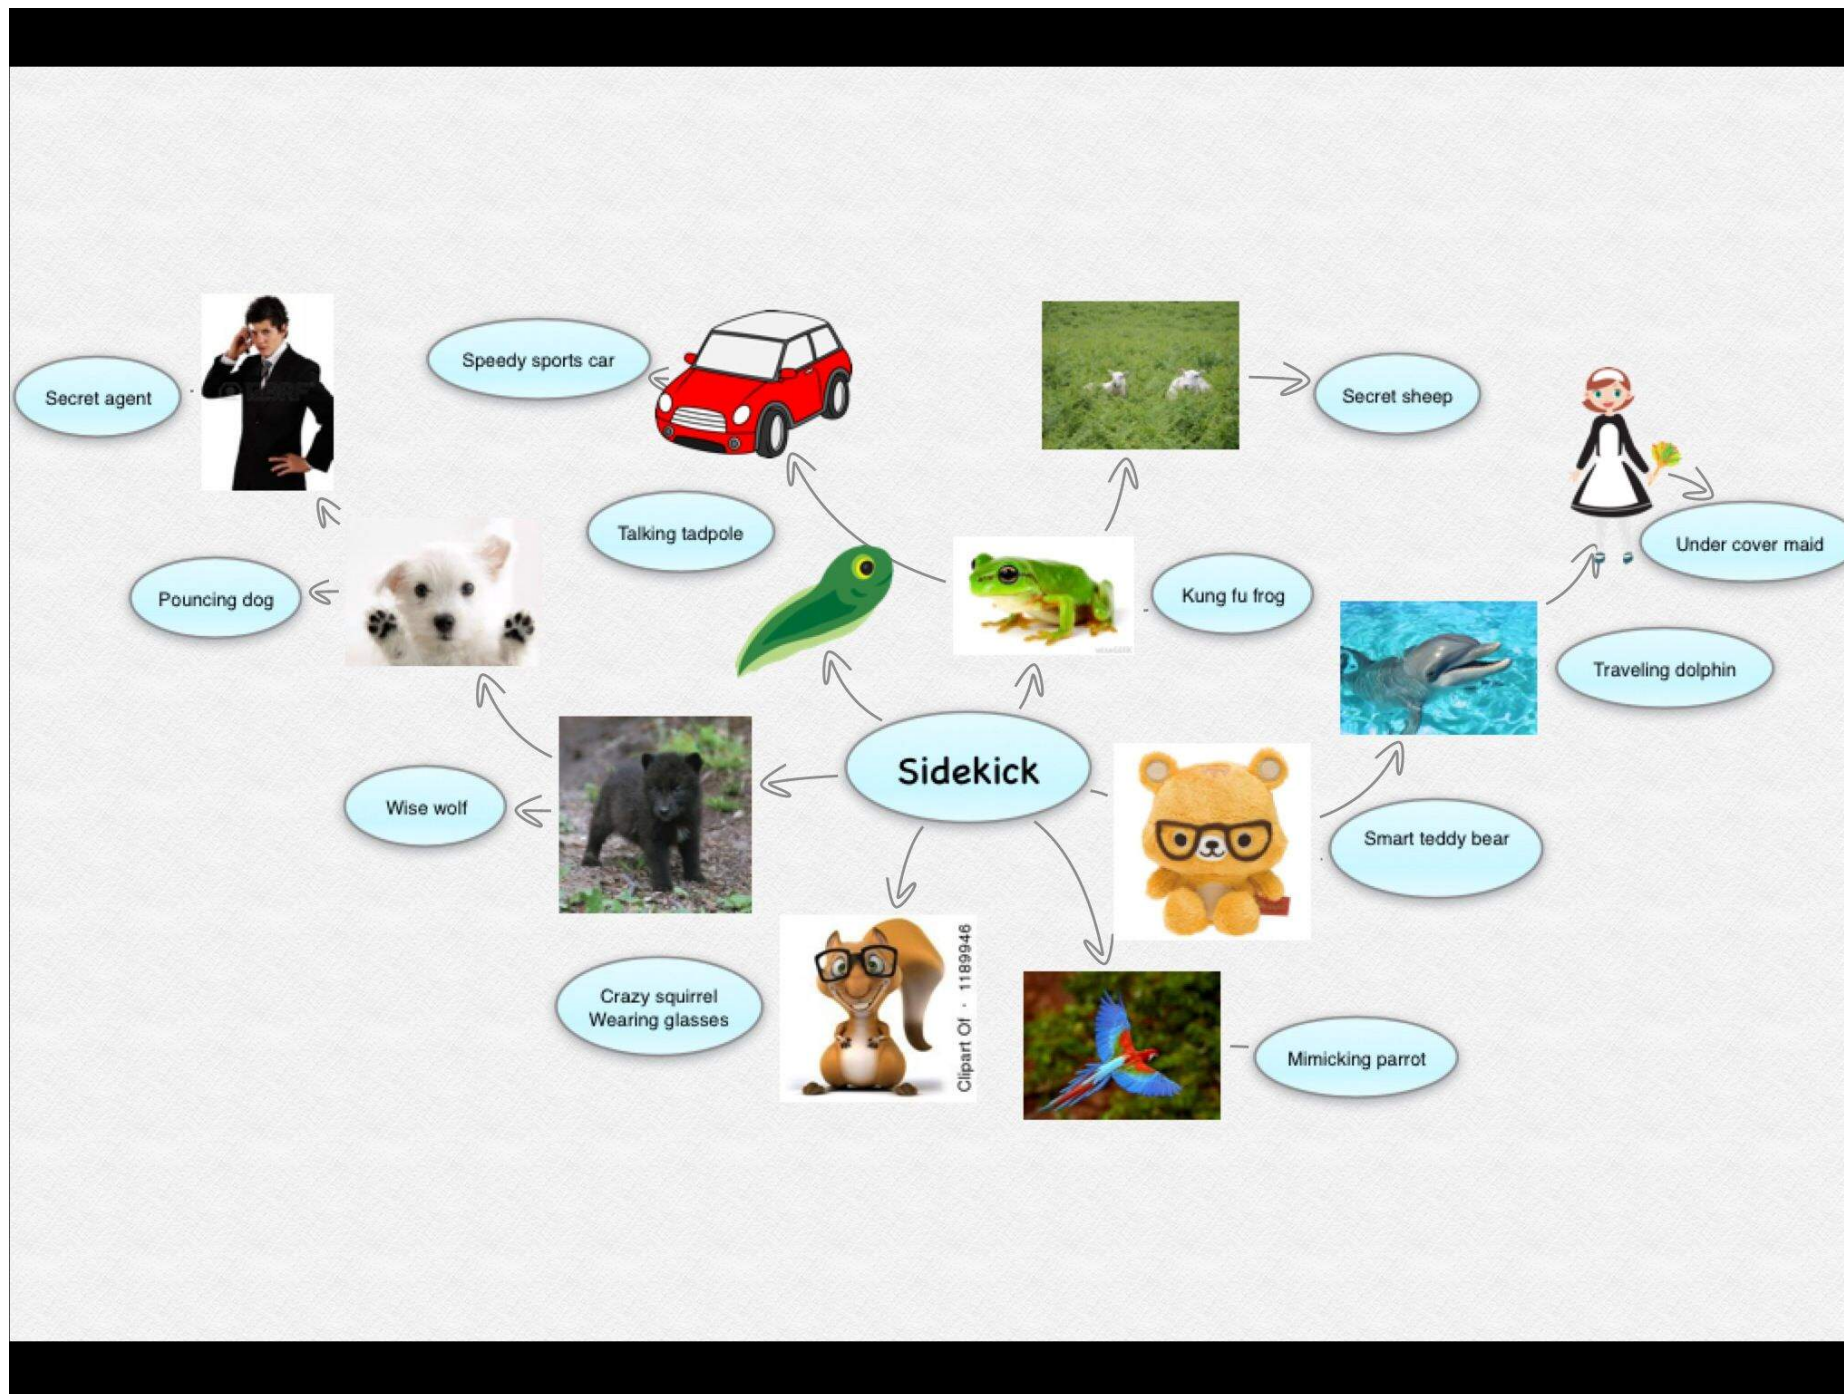 Secret agent
Speedy sports car
Secret sheep
Under cover maid
Talking tadpole
Kung fu frog
Pouncing dog
Traveling dolphin
Sidekick
Wise wolf
Smart teddy bear
Crazy squirrel
Wearing glasses
Clipart Of · 1189946
Mimicking parrot